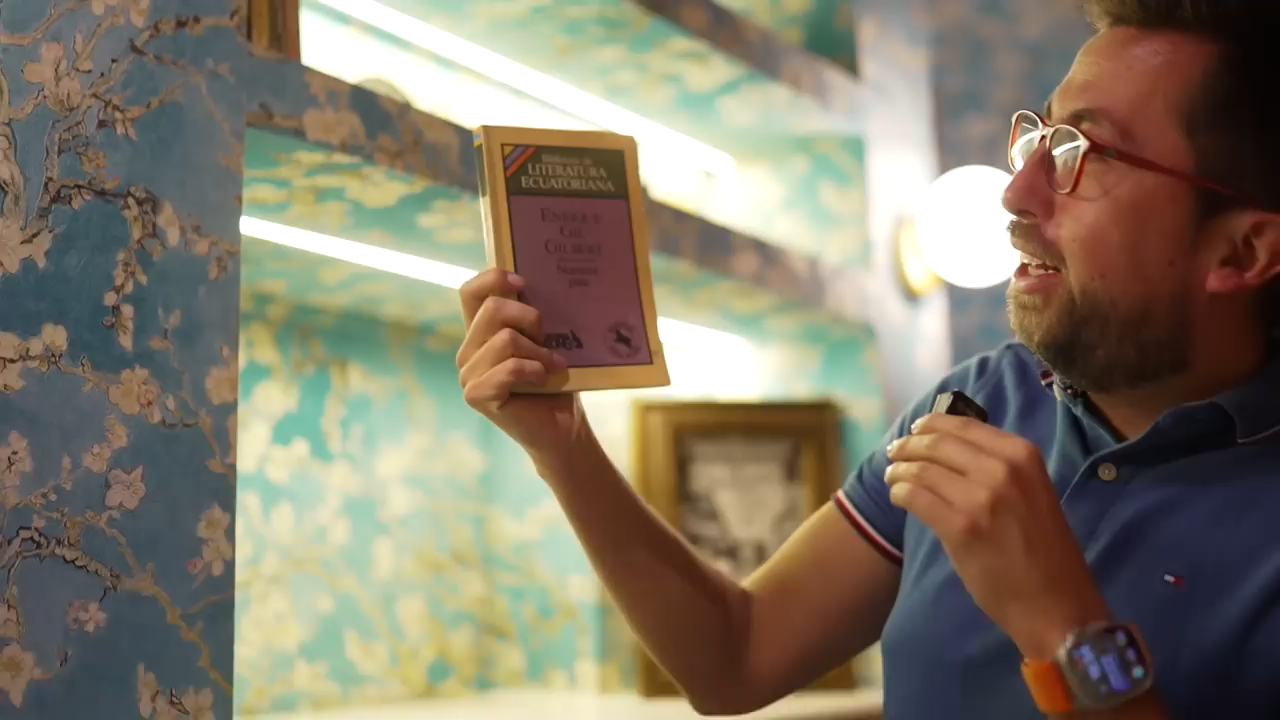 Biblioteca de
LITERATURA
ECUATORIANA
ENRIQUE
GIL
GILBERT
Nuestro
pan